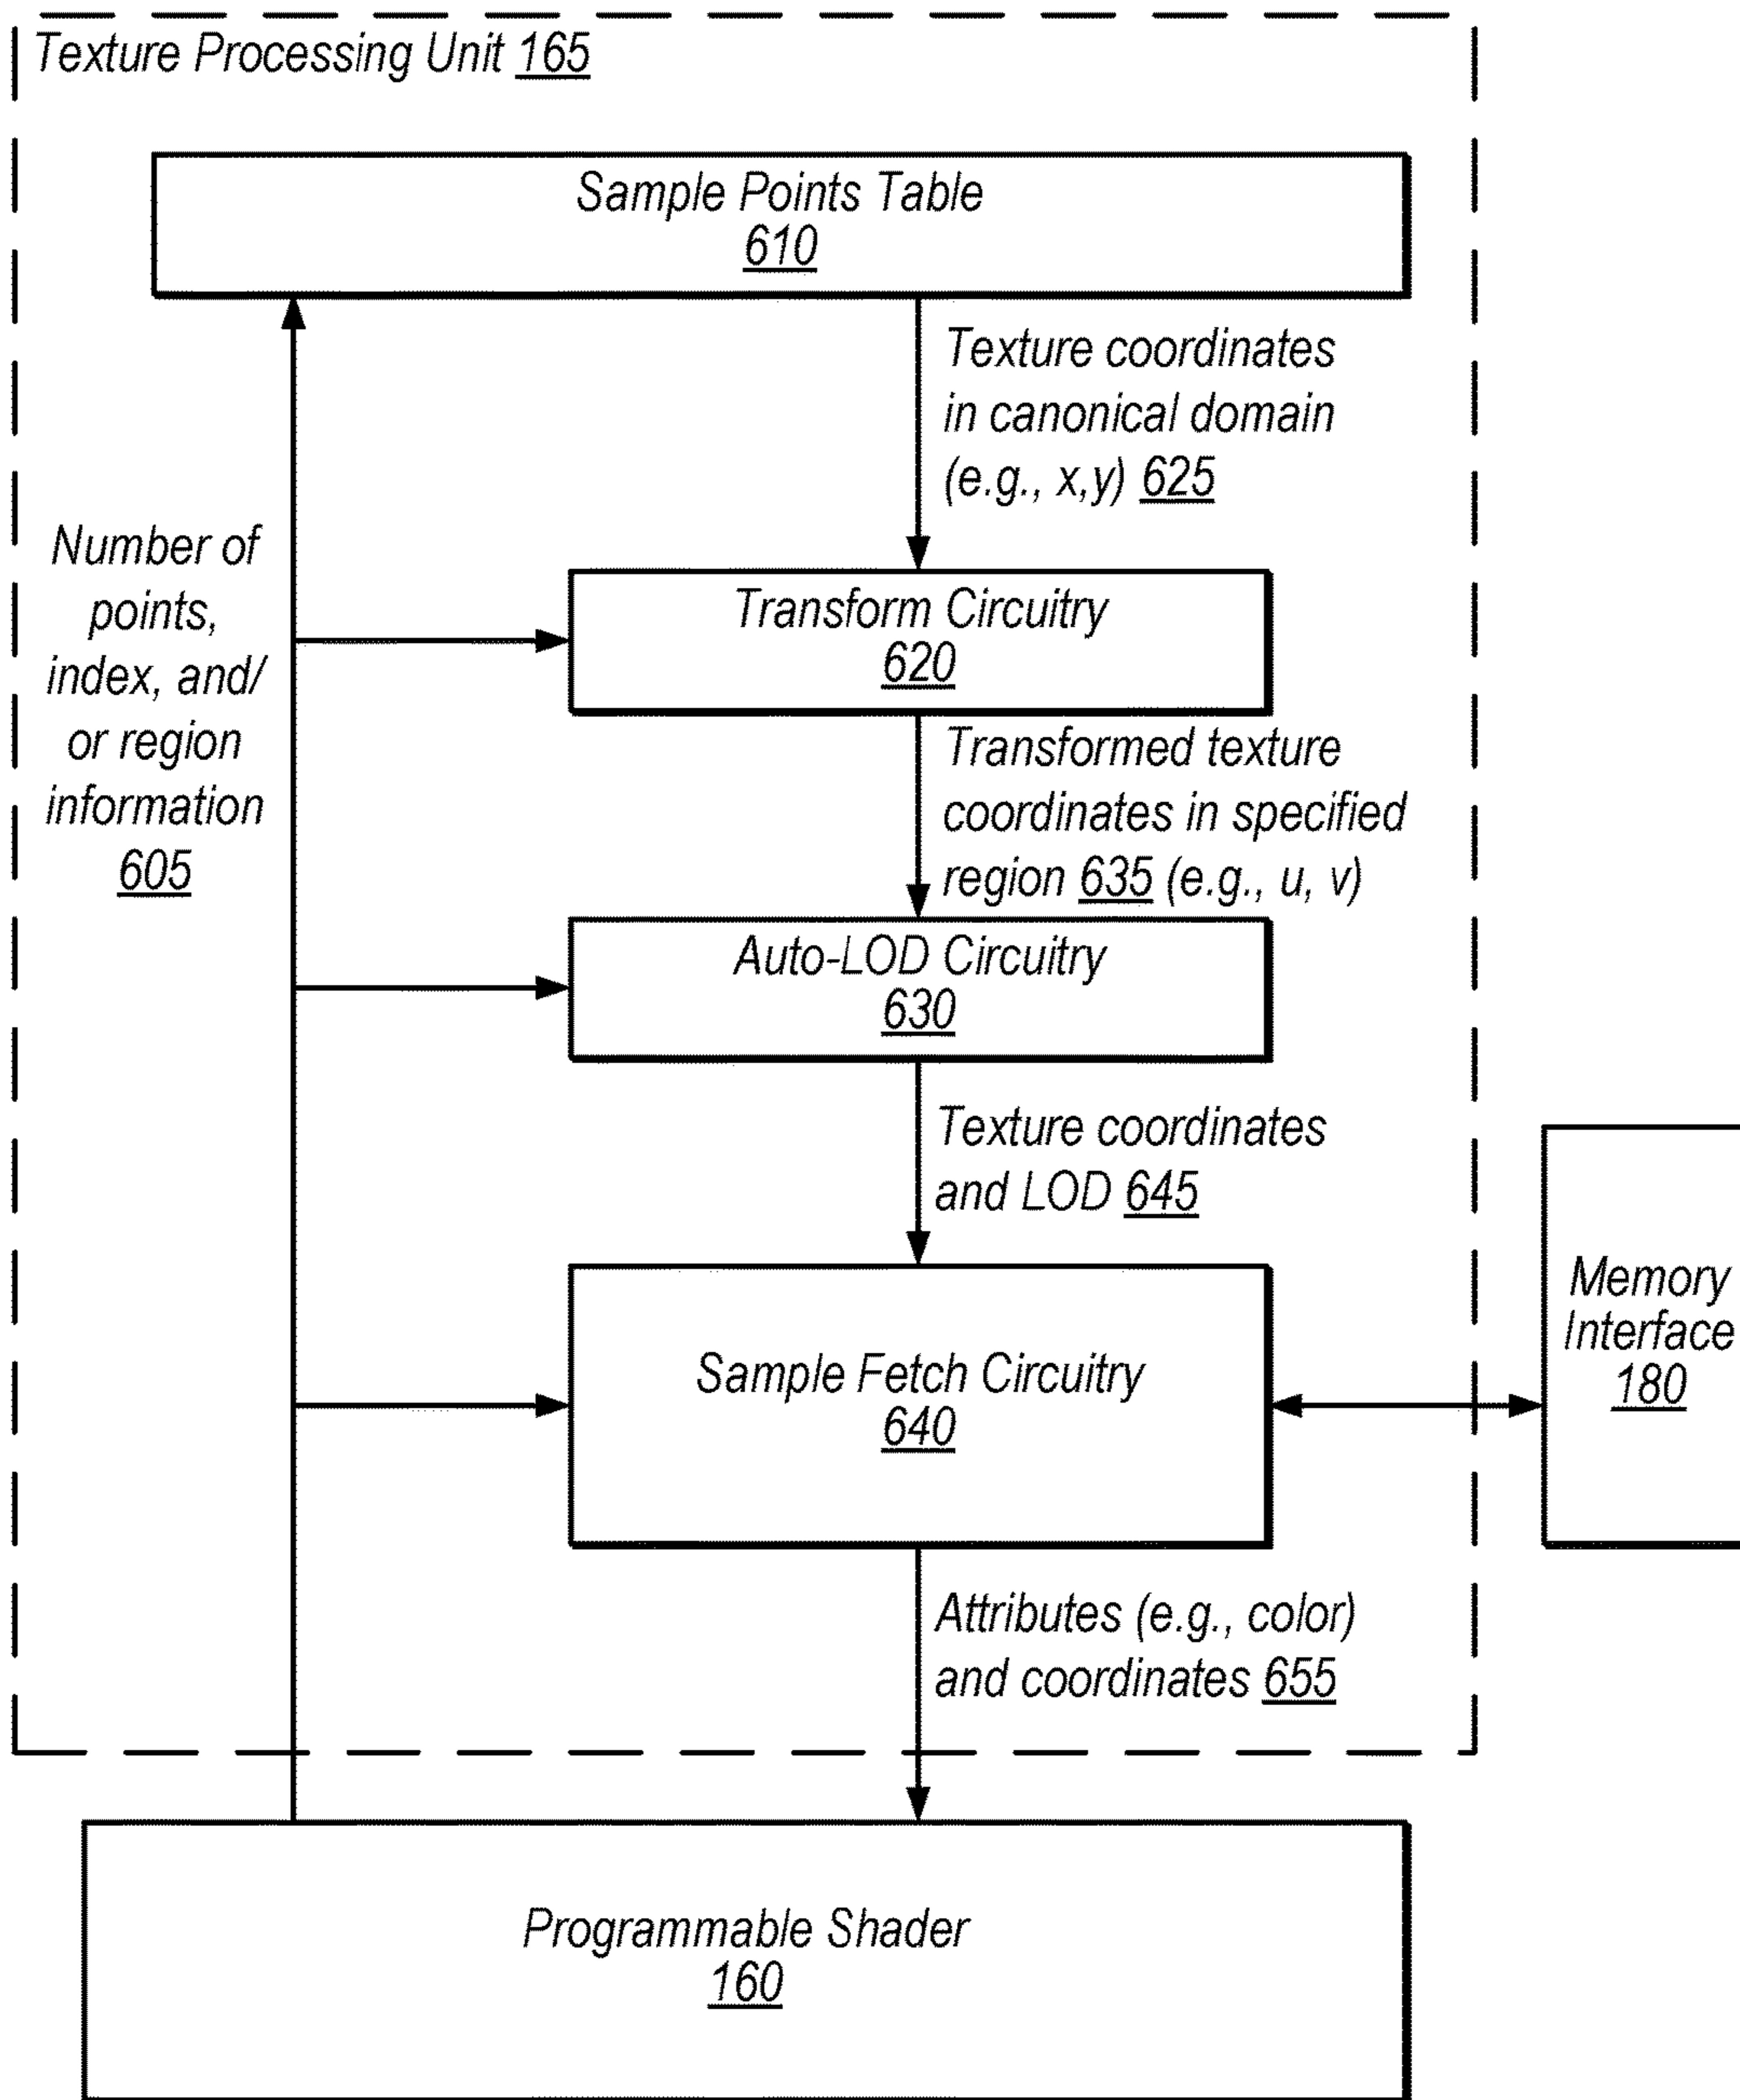 Texture Processing Unit 165
Sample Points Table
610
Texture coordinates
in canonical domain
(e.g., x,y) 625
Number of
points,
index, and/
or region
information
605
Transform Circuitry
620
Transformed texture
coordinates in specified
region 635 (e.g., u, v)
Auto-LOD Circuitry
630
Texture coordinates
and LOD 645
Sample Fetch Circuitry
640
Memory
Interface
180
Attributes (e.g., color)
and coordinates 655
Programmable Shader
160